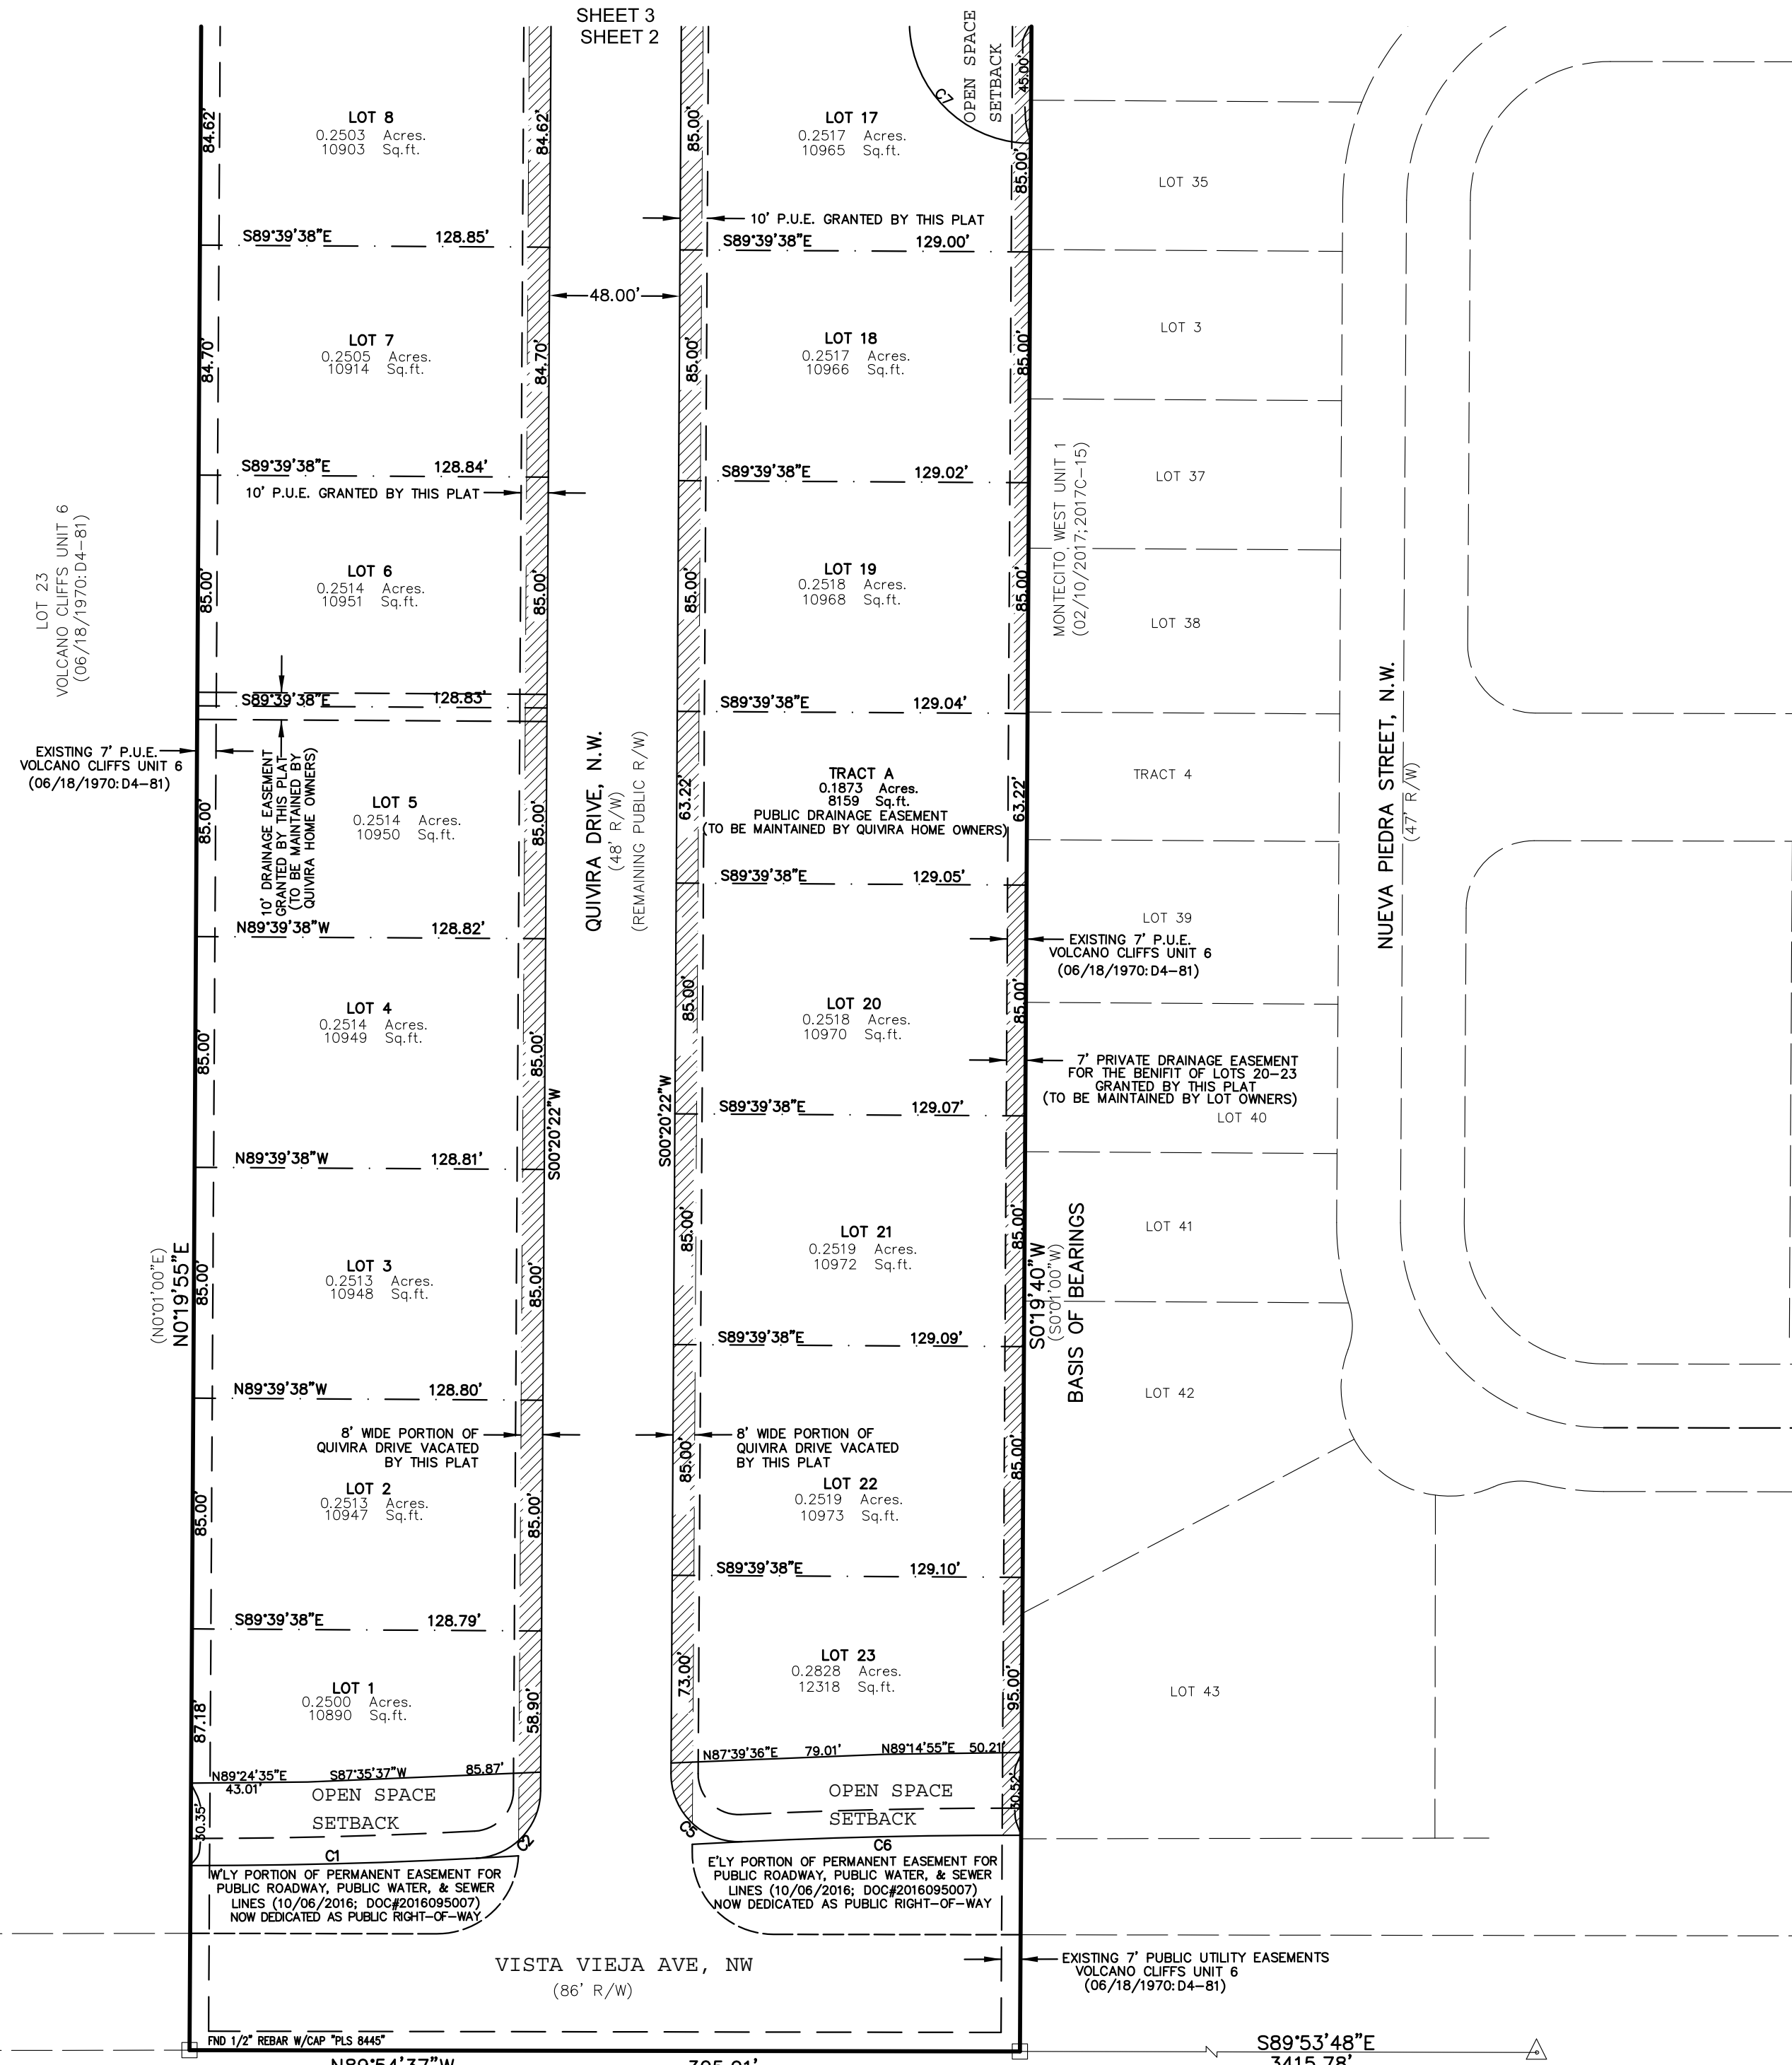 SHEET 3
SHEET 2
OPEN SPACE
SETBACK
C7
45.00'
84.62'
LOT 8
0.2503 Acres.
10903 Sq.ft.
84.62'
85.00'
LOT 17
0.2517 Acres.
10965 Sq.ft.
85.00'
LOT 35
10' P.U.E. GRANTED BY THIS PLAT
S89°39'38"E 128.85'
S89°39'38"E 129.00'
48.00'
84.70'
LOT 7
0.2505 Acres.
10914 Sq.ft.
84.70'
85.00'
LOT 18
0.2517 Acres.
10966 Sq.ft.
85.00'
LOT 3
S89°39'38"E 128.84'
10' P.U.E. GRANTED BY THIS PLAT
S89°39'38"E 129.02'
LOT 37
LOT 23
VOLCANO CLIFFS UNIT 6
(06/18/1970:D4-81)
MONTECITO WEST UNIT 1
(02/10/2017;2017C-15)
85.00'
LOT 6
0.2514 Acres.
10951 Sq.ft.
85.00'
85.00'
LOT 19
0.2518 Acres.
10968 Sq.ft.
85.00'
LOT 38
S89°39'38"E 128.83'
S89°39'38"E 129.04'
EXISTING 7' P.U.E.
VOLCANO CLIFFS UNIT 6
(06/18/1970:D4-81)
10' DRAINAGE EASEMENT
GRANTED BY THIS PLAT
(TO BE MAINTAINED BY
QUIVIRA HOME OWNERS)
85.00'
LOT 5
0.2514 Acres.
10950 Sq.ft.
85.00'
QUIVIRA DRIVE, N.W.
(48' R/W)
(REMAINING PUBLIC R/W)
63.22'
TRACT A
0.1873 Acres.
8159 Sq.ft.
PUBLIC DRAINAGE EASEMENT
(TO BE MAINTAINED BY QUIVIRA HOME OWNERS)
63.22'
TRACT 4
NUEVA PIEDRA STREET, N.W.
(47' R/W)
S89°39'38"E 129.05'
N89°39'38"W 128.82'
LOT 39
EXISTING 7' P.U.E.
VOLCANO CLIFFS UNIT 6
(06/18/1970:D4-81)
85.00'
LOT 4
0.2514 Acres.
10949 Sq.ft.
85.00'
85.00'
LOT 20
0.2518 Acres.
10970 Sq.ft.
85.00'
7' PRIVATE DRAINAGE EASEMENT
FOR THE BENIFIT OF LOTS 20-23
GRANTED BY THIS PLAT
(TO BE MAINTAINED BY LOT OWNERS)
LOT 40
S00°20'22"W
S00°20'22"W
S89°39'38"E 129.07'
N89°39'38"W 128.81'
(N0°01'00"E)
N0°19'55"E
85.00'
LOT 3
0.2513 Acres.
10948 Sq.ft.
85.00'
85.00'
LOT 21
0.2519 Acres.
10972 Sq.ft.
85.00'
S0°19'40"W
(S0°01'00"W)
BASIS OF BEARINGS
LOT 41
S89°39'38"E 129.09'
N89°39'38"W 128.80'
LOT 42
8' WIDE PORTION OF
QUIVIRA DRIVE VACATED
BY THIS PLAT
8' WIDE PORTION OF
QUIVIRA DRIVE VACATED
BY THIS PLAT
85.00'
LOT 2
0.2513 Acres.
10947 Sq.ft.
85.00'
85.00'
LOT 22
0.2519 Acres.
10973 Sq.ft.
85.00'
S89°39'38"E 129.10'
S89°39'38"E 128.79'
87.18'
LOT 1
0.2500 Acres.
10890 Sq.ft.
58.90'
73.00'
LOT 23
0.2828 Acres.
12318 Sq.ft.
95.00'
LOT 43
N87°39'36"E 79.01' N89°14'55"E 50.21'
N89°24'35"E S87°35'37"W 85.87'
43.01'
OPEN SPACE
SETBACK
30.35'
OPEN SPACE
SETBACK
30.52'
C1
C2
C5
C6
W'LY PORTION OF PERMANENT EASEMENT FOR
PUBLIC ROADWAY, PUBLIC WATER, & SEWER
LINES (10/06/2016; DOC#2016095007)
NOW DEDICATED AS PUBLIC RIGHT-OF-WAY
E'LY PORTION OF PERMANENT EASEMENT FOR
PUBLIC ROADWAY, PUBLIC WATER, & SEWER
LINES (10/06/2016; DOC#2016095007)
NOW DEDICATED AS PUBLIC RIGHT-OF-WAY
VISTA VIEJA AVE, NW
(86' R/W)
EXISTING 7' PUBLIC UTILITY EASEMENTS
VOLCANO CLIFFS UNIT 6
(06/18/1970:D4-81)
FND 1/2" REBAR W/CAP "PLS 8445"
S89°53'48"E
3415.78'
N89°54'37"W